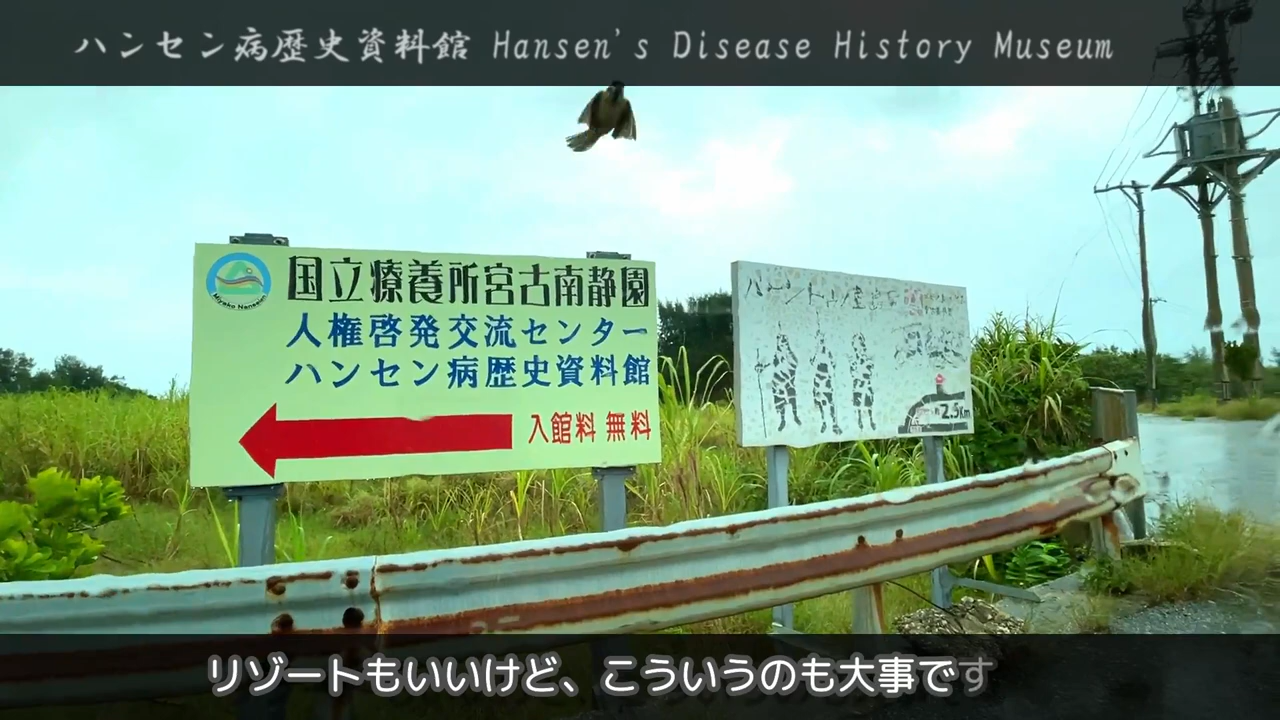 ハンセン病歴史資料館 Hansen's Disease History Museum
Miyako Nanseien
国立療養所宮古南静園
人権啓発交流センター
ハンセン病歴史資料館
入館料 無料
2.5Km
リゾートもいいけど、こういうのも大事です